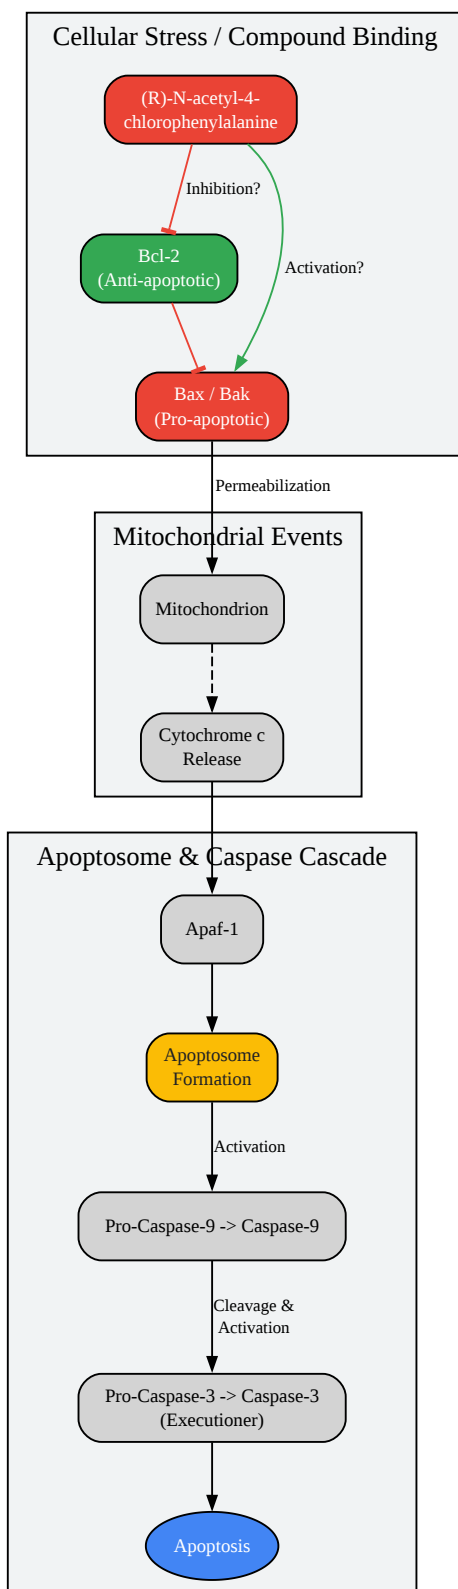 Cellular Stress / Compound Binding
(R)-N-acetyl-4-
chlorophenylalanine
Inhibition?
Bcl-2
(Anti-apoptotic)
Activation?
Bax / Bak
(Pro-apoptotic)
Permeabilization
Mitochondrial Events
Mitochondrion
Cytochrome c
Release
Apoptosome & Caspase Cascade
Apaf-1
Apoptosome
Formation
Activation
Pro-Caspase-9 -> Caspase-9
Cleavage &
Activation
Pro-Caspase-3 -> Caspase-3
(Executioner)
Apoptosis